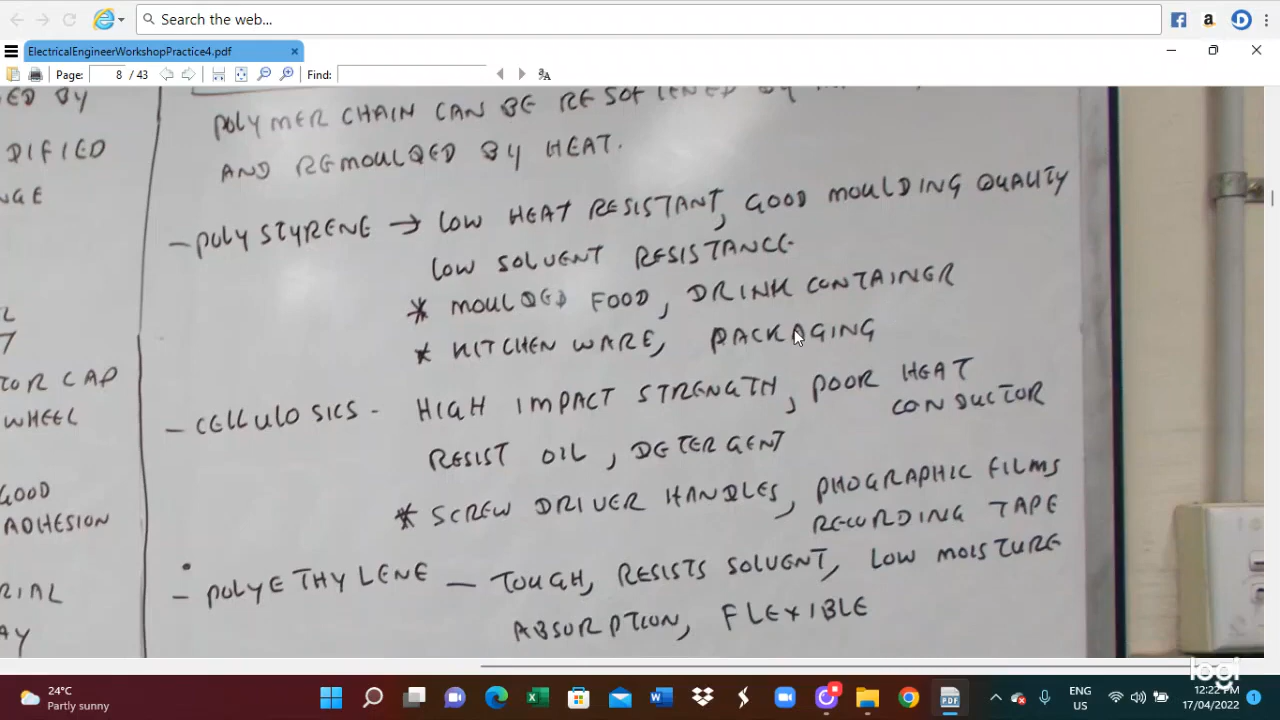 Search the web...
ElectricalEngineerWorkshopPractice4.pdf
Page: 8 / 43 Find:
POLYMER CHAIN CAN BE RESOFTENED BY
AND REMOULDED BY HEAT.
- POLYSTYRENE → LOW HEAT RESISTANT, GOOD MOULDING QUALITY
LOW SOLVENT RESISTANCE
* MOULDED FOOD, DRINK CONTAINER
* KITCHEN WARE, PACKAGING
- CELLULOSICS - HIGH IMPACT STRENGTH, POOR HEAT
CONDUCTOR
RESIST OIL, DETERGENT
* SCREW DRIVER HANDLES, PHOGRAPHIC FILMS
RECORDING TAPE
- POLYETHYLENE - TOUGH, RESISTS SOLVENT, LOW MOISTURE
ABSORPTION, FLEXIBLE
BY
DIFIED
NGE
TOR CAP
WHEEL
GOOD
ADHESION
RIAL
AY
logi
24°C
Partly sunny
ENG
US
12:22 PM
17/04/2022